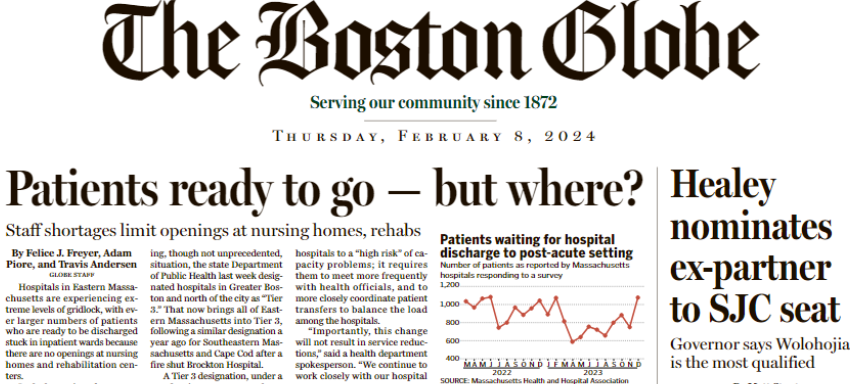 The Boston Globe
Serving our community since 1872
THURSDAY, FEBRUARY 8, 2024
Patients ready to go — but where?
Staff shortages limit openings at nursing homes, rehabs
By Felice J. Freyer, Adam
Piore, and Travis Andersen
GLOBE STAFF
Hospitals in Eastern Massa-
chusetts are experiencing ex-
treme levels of gridlock, with ev-
er larger numbers of patients
who are ready to be discharged
stuck in inpatient wards because
there are no openings at nursing
homes and rehabilitation cen-
ters.
ing, though not unprecedented,
situation, the state Department
of Public Health last week desig-
nated hospitals in Greater Bos-
ton and north of the city as “Tier
3.” That now brings all of East-
ern Massachusetts into Tier 3,
following a similar designation a
year ago for Southeastern Mas-
sachusetts and Cape Cod after a
fire shut Brockton Hospital.
A Tier 3 designation, under a
hospitals to a “high risk” of ca-
pacity problems; it requires
them to meet more frequently
with health officials, and to
more closely coordinate patient
transfers to balance the load
among the hospitals.
“Importantly, this change
will not result in service reduc-
tions,” said a health department
spokesperson. “We continue to
work closely with our hospital
Patients waiting for hospital
discharge to post-acute setting
Number of patients as reported by Massachusetts
hospitals responding to a survey
1,200
1,000
800
600
400
M A M J J A S O N D J F M A M J J A S O N D
2022 2023
SOURCE: Massachusetts Health and Hospital Association
Healey
nominates
ex-partner
to SJC seat
Governor says Wolohojian
is the most qualified